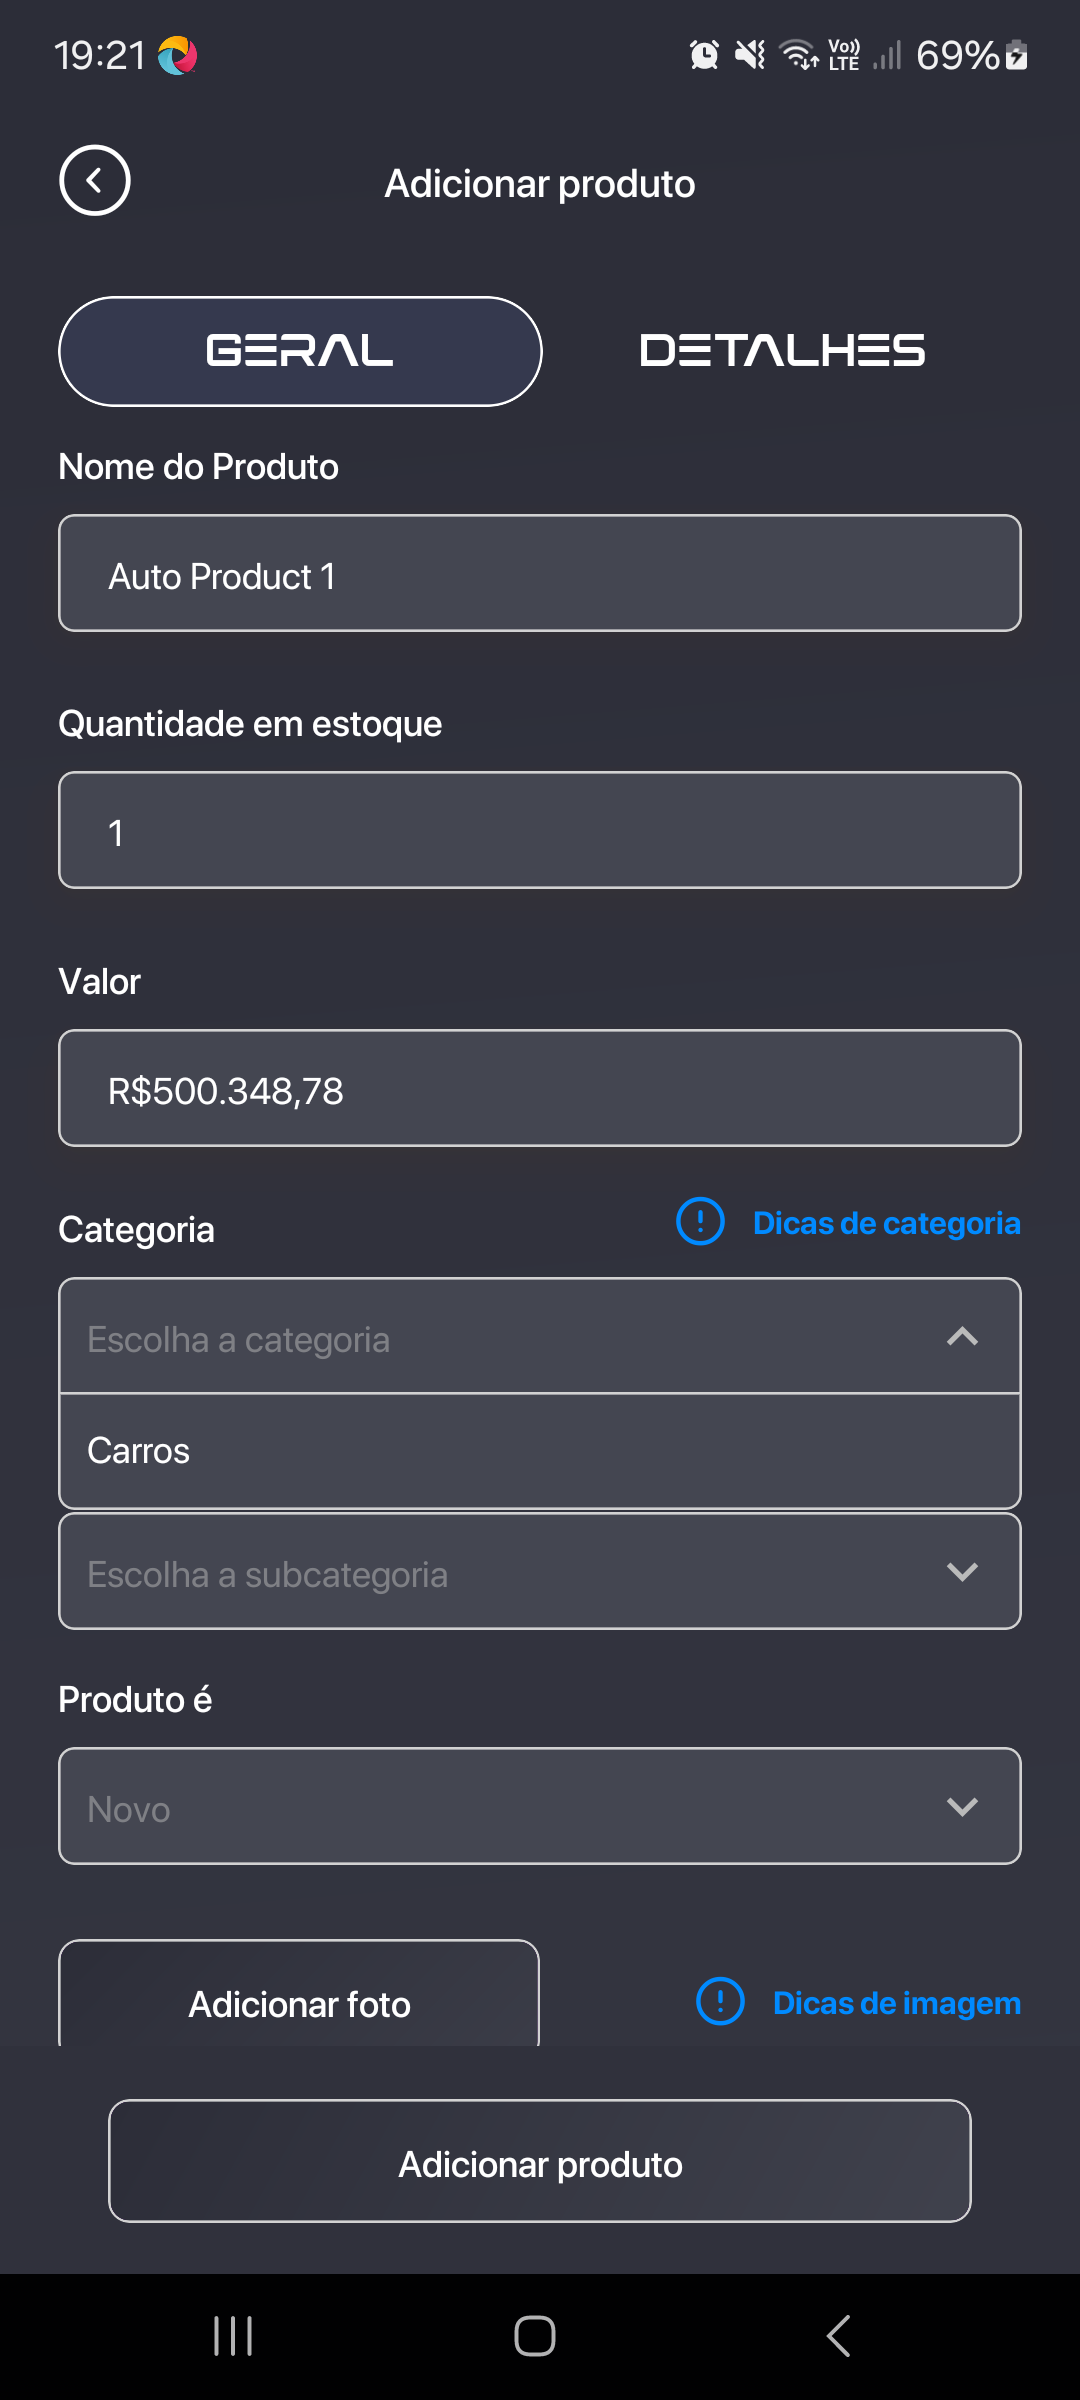 19:21
Vo)) LTE 69%
Adicionar produto
GERAL
DETALHES
Nome do Produto
Auto Product 1
Quantidade em estoque
1
Valor
R$500.348,78
Categoria
Dicas de categoria
Escolha a categoria
Carros
Escolha a subcategoria
Produto é
Novo
Adicionar foto
Dicas de imagem
Adicionar produto